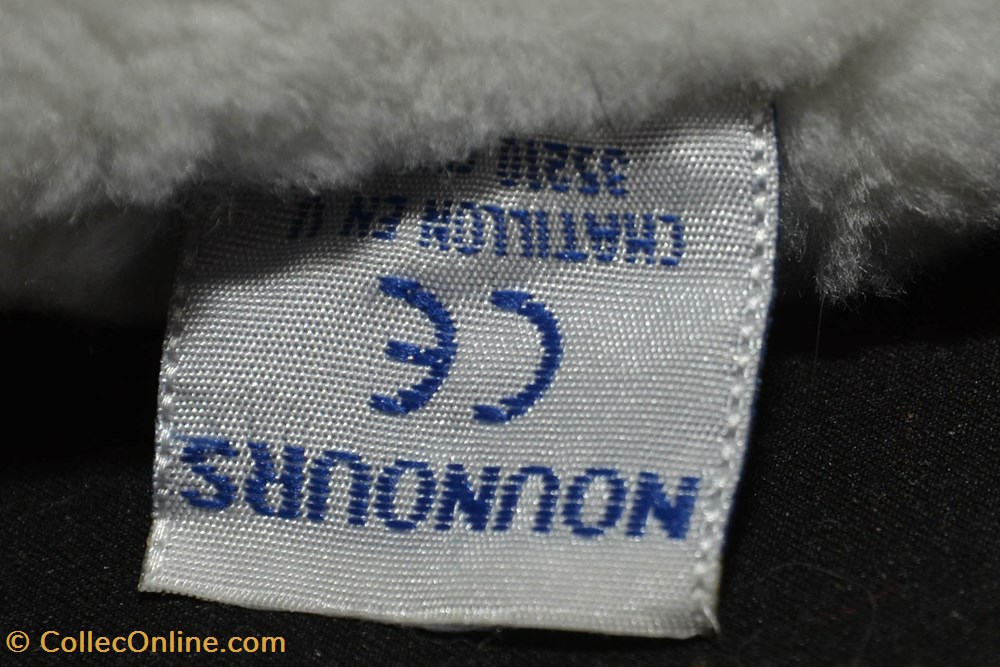 NOUNOURS
CE
CHATILLON EN
35210
© CollecOnline.com